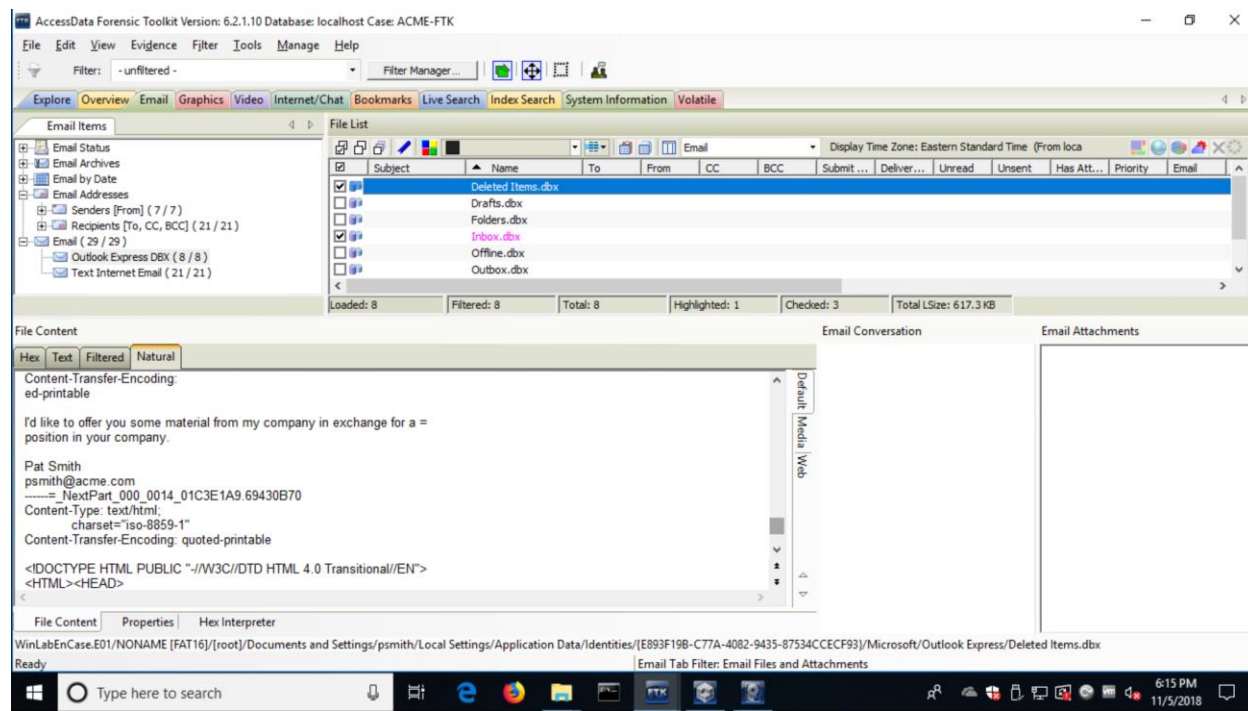 AccessData Forensic Toolkit Version: 6.2.1.10 Database: localhost Case: ACME-FTK
File Edit View Evidence Filter Tools Manage Help
Filter: - unfiltered - Filter Manager...
Explore Overview Email Graphics Video Internet/Chat Bookmarks Live Search Index Search System Information Volatile
Email Items
Email Status
Email Archives
Email by Date
Email Addresses
Senders [From] ( 7 / 7 )
Recipients [To, CC, BCC] ( 21 / 21 )
Email ( 29 / 29 )
Outlook Express DBX ( 8 / 8 )
Text Internet Email ( 21 / 21 )
File List
Email Display Time Zone: Eastern Standard Time (From loca
Subject Name To From CC BCC Submit ... Deliver... Unread Unsent Has Att... Priority Email
Deleted Items.dbx
Drafts.dbx
Folders.dbx
Inbox.dbx
Offline.dbx
Outbox.dbx
Loaded: 8 Filtered: 8 Total: 8 Highlighted: 1 Checked: 3 Total LSize: 617.3 KB
File Content
Hex Text Filtered Natural
Content-Transfer-Encoding:
ed-printable
I'd like to offer you some material from my company in exchange for a =
position in your company.
Pat Smith
psmith@acme.com
------=_NextPart_000_0014_01C3E1A9.69430B70
Content-Type: text/html;
charset="iso-8859-1"
Content-Transfer-Encoding: quoted-printable
<!DOCTYPE HTML PUBLIC "-//W3C//DTD HTML 4.0 Transitional//EN">
<HTML><HEAD>
Default Media Web
Email Conversation
Email Attachments
File Content Properties Hex Interpreter
WinLabEnCase.E01/NONAME [FAT16]/[root]/Documents and Settings/psmith/Local Settings/Application Data/Identities/{E893F19B-C77A-4082-9435-87534CCECF93}/Microsoft/Outlook Express/Deleted Items.dbx
Ready Email Tab Filter: Email Files and Attachments
Type here to search
FTK
6:15 PM
11/5/2018